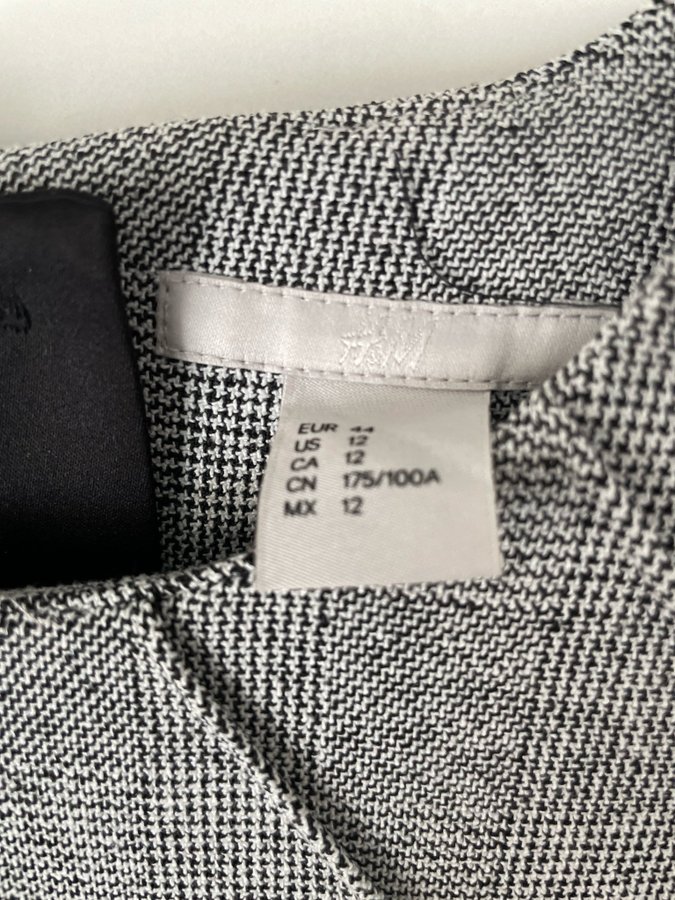 H&M
EUR 44
US 12
CA 12
CN 175/100A
MX 12